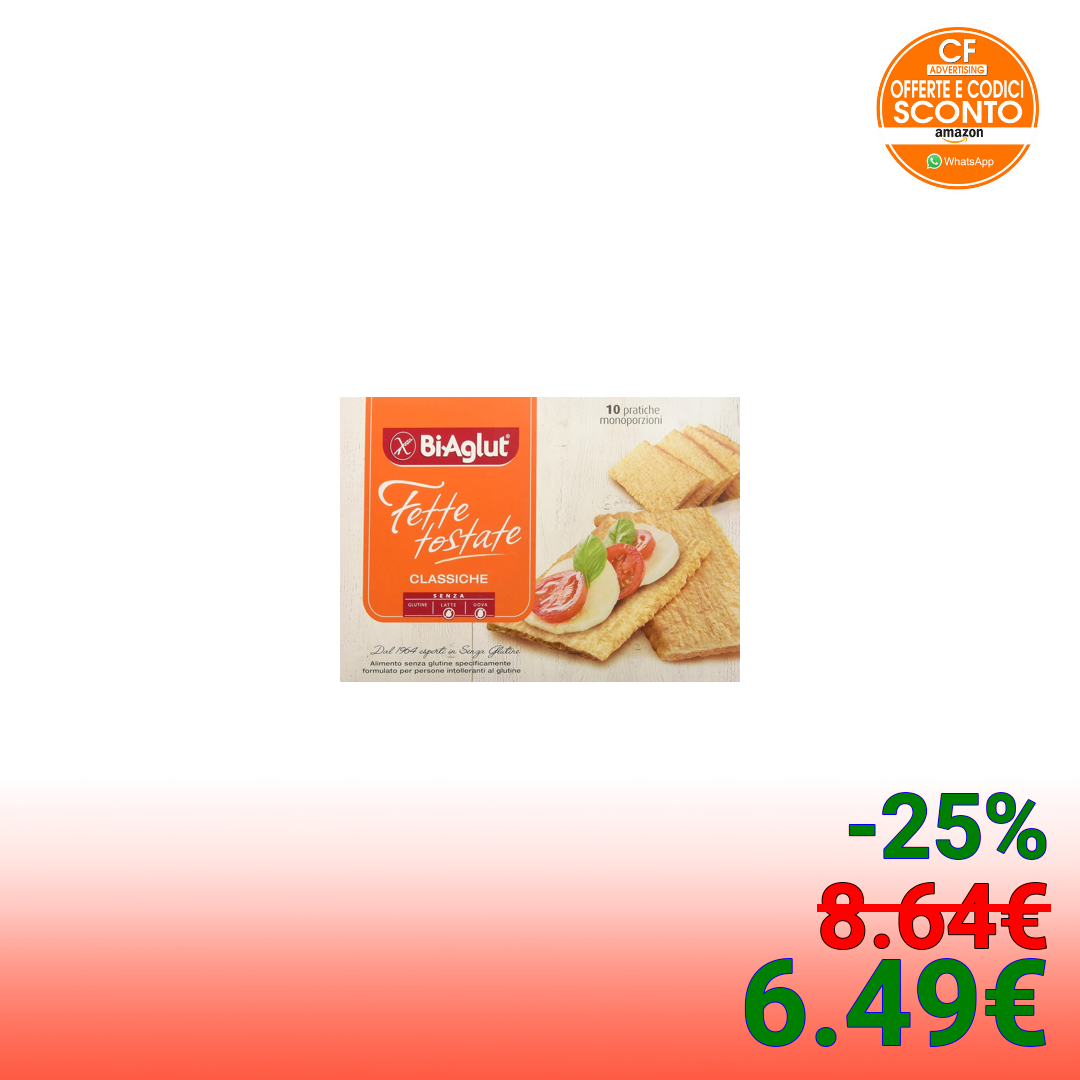 CF
ADVERTISING
OFFERTE E CODICI
SCONTO
amazon
WhatsApp
10 pratiche
monoporzioni
BiAglut®
Fette
tostate
CLASSICHE
SENZA
GLUTINE LATTE UOVA
Dal 1964 esperti in Senza Glutine
Alimento senza glutine specificamente
formulato per persone intolleranti al glutine
-25%
8.64€
6.49€